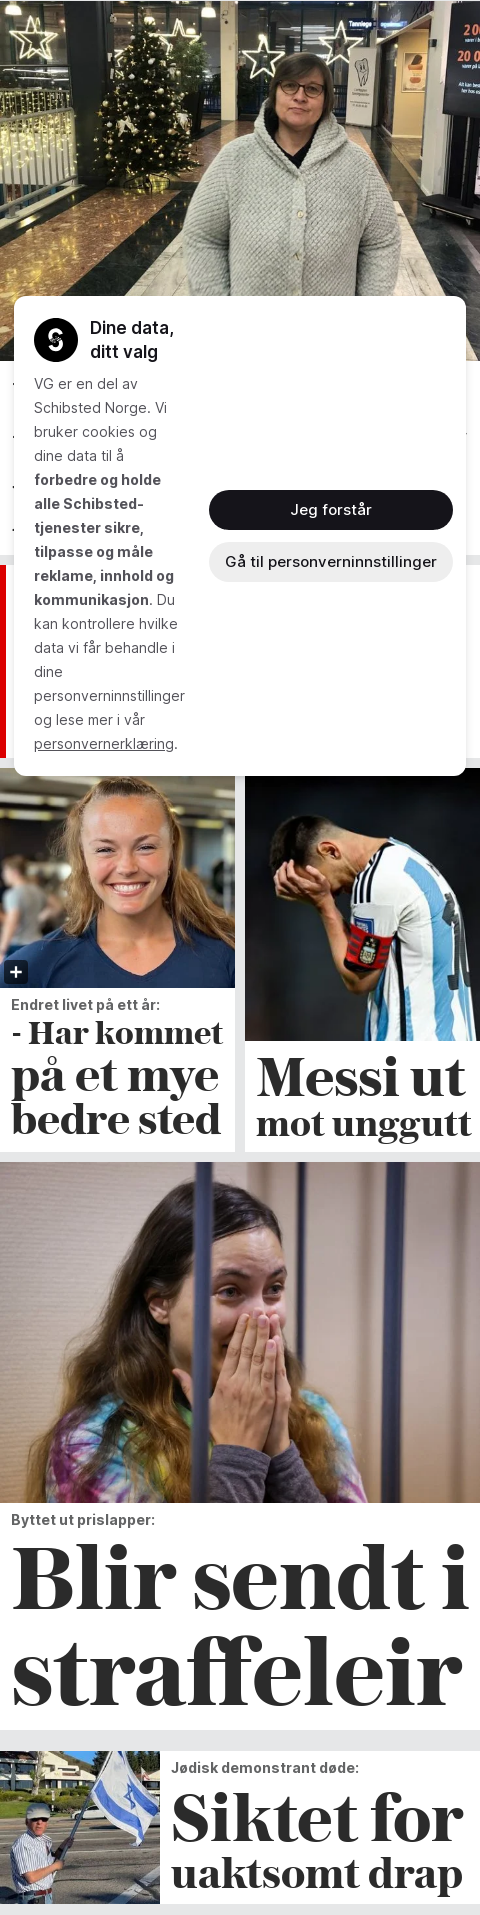 Dine data,
ditt valg
VG er en del av
Schibsted Norge. Vi
bruker cookies og
dine data til å
forbedre og holde
alle Schibsted-
tjenester sikre,
tilpasse og måle
reklame, innhold og
kommunikasjon. Du
kan kontrollere hvilke
data vi får behandle i
dine
personverninnstillinger
og lese mer i vår
personvernerklæring.
Jeg forstår
Gå til personverninnstillinger
Endret livet på ett år:
- Har kommet
på et mye
bedre sted
Messi ut
mot unggutt
Byttet ut prislapper:
Blir sendt i
straffeleir
Jødisk demonstrant døde:
Siktet for
uaktsomt drap